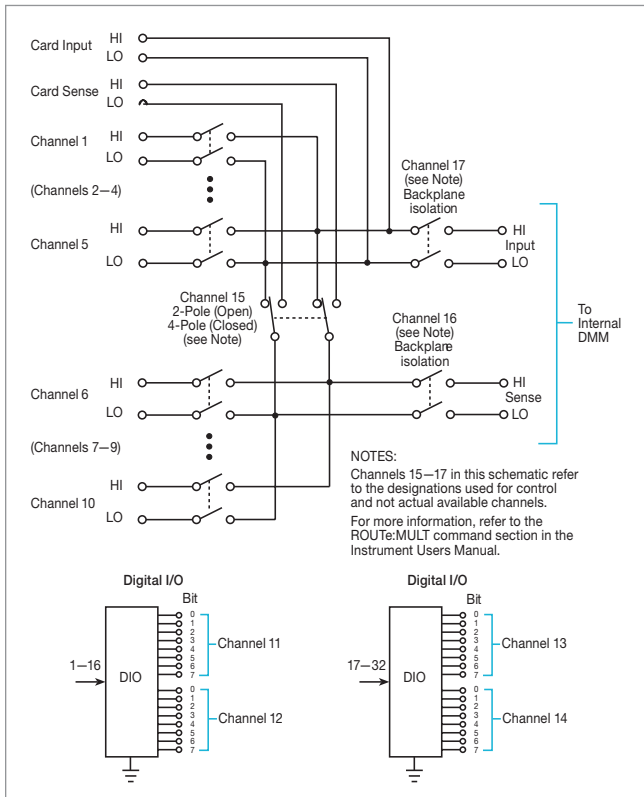 Card Input HI
LO
Card Sense HI
LO
Channel 1 HI
LO
(Channels 2—4)
Channel 5 HI
LO
Channel 17
(see Note)
Backplane
isolation
HI
Input
LO
Channel 15
2-Pole (Open)
4-Pole (Closed)
(see Note)
Channel 16
(see Note)
Backplane
isolation
To
Internal
DMM
Channel 6 HI
LO
HI
Sense
LO
(Channels 7—9)
Channel 10 HI
LO
NOTES:
Channels 15—17 in this schematic refer
to the designations used for control
and not actual available channels.
For more information, refer to the
ROUTe:MULT command section in the
Instrument Users Manual.
Digital I/O
Bit
1—16
DIO
0
1
2
3
4
5
6
7
Channel 11
0
1
2
3
4
5
6
7
Channel 12
Digital I/O
Bit
17—32
DIO
0
1
2
3
4
5
6
7
Channel 13
0
1
2
3
4
5
6
7
Channel 14